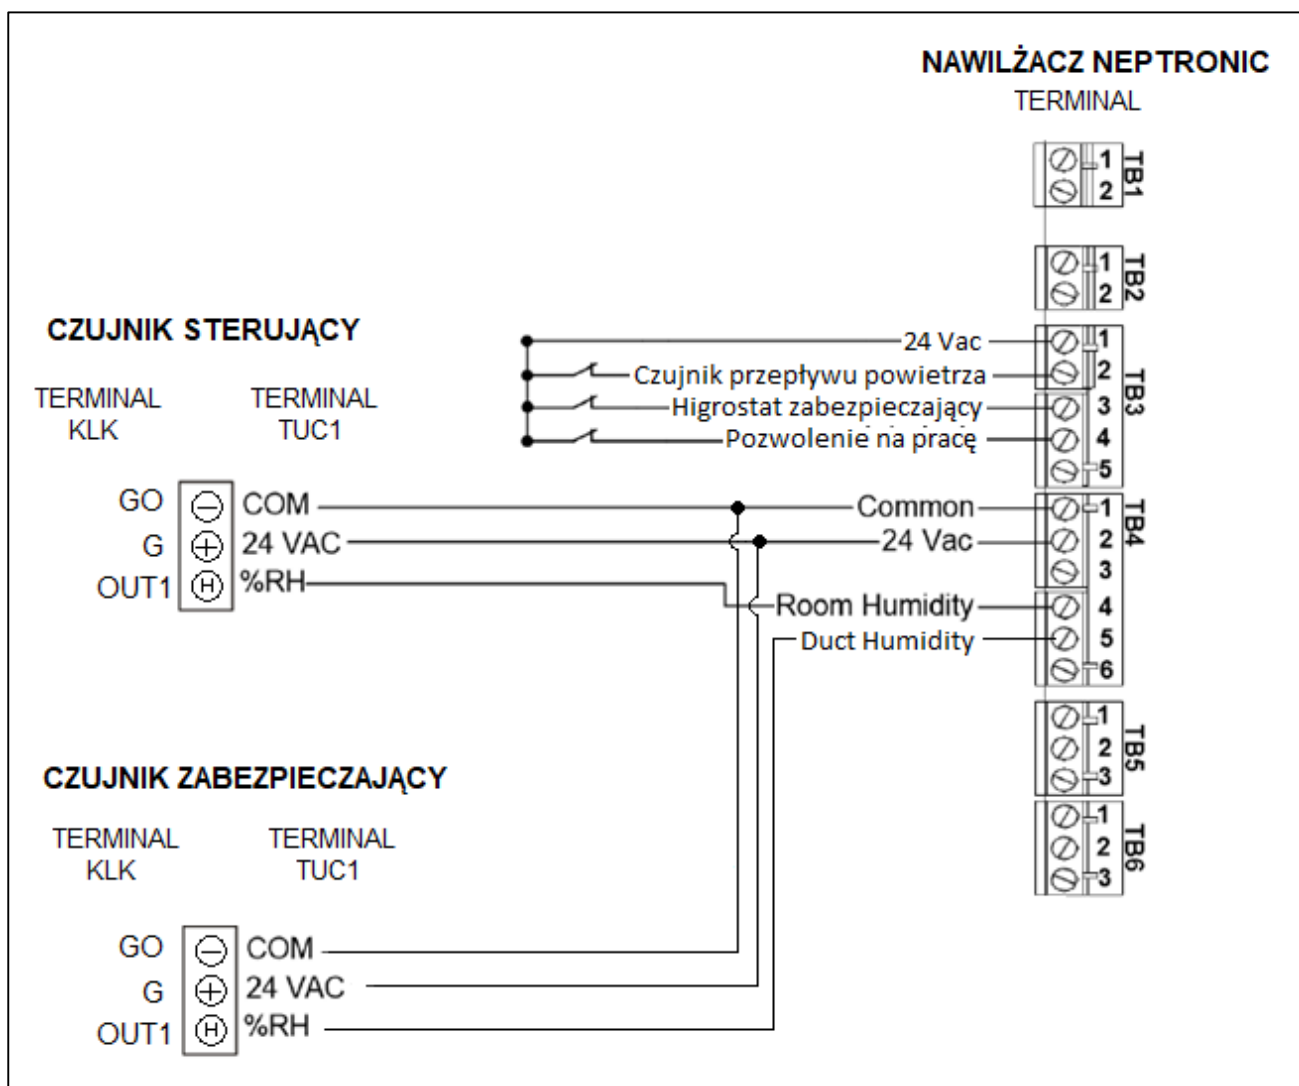 NAWILŻACZ NEPTRONIC
TERMINAL
1
2
TB1
1
2
TB2
CZUJNIK STERUJĄCY
24 Vac
1
Czujnik przepływu powietrza
2
TB3
TERMINAL
KLK
TERMINAL
TUC1
Higrostat zabezpieczający
3
Pozwolenie na pracę
4
5
GO
COM
Common
1
TB4
G
24 VAC
24 Vac
2
3
OUT1
H
%RH
Room Humidity
4
Duct Humidity
5
6
1
2
3
TB5
CZUJNIK ZABEZPIECZAJĄCY
TERMINAL
KLK
TERMINAL
TUC1
1
2
3
TB6
GO
COM
G
24 VAC
OUT1
H
%RH